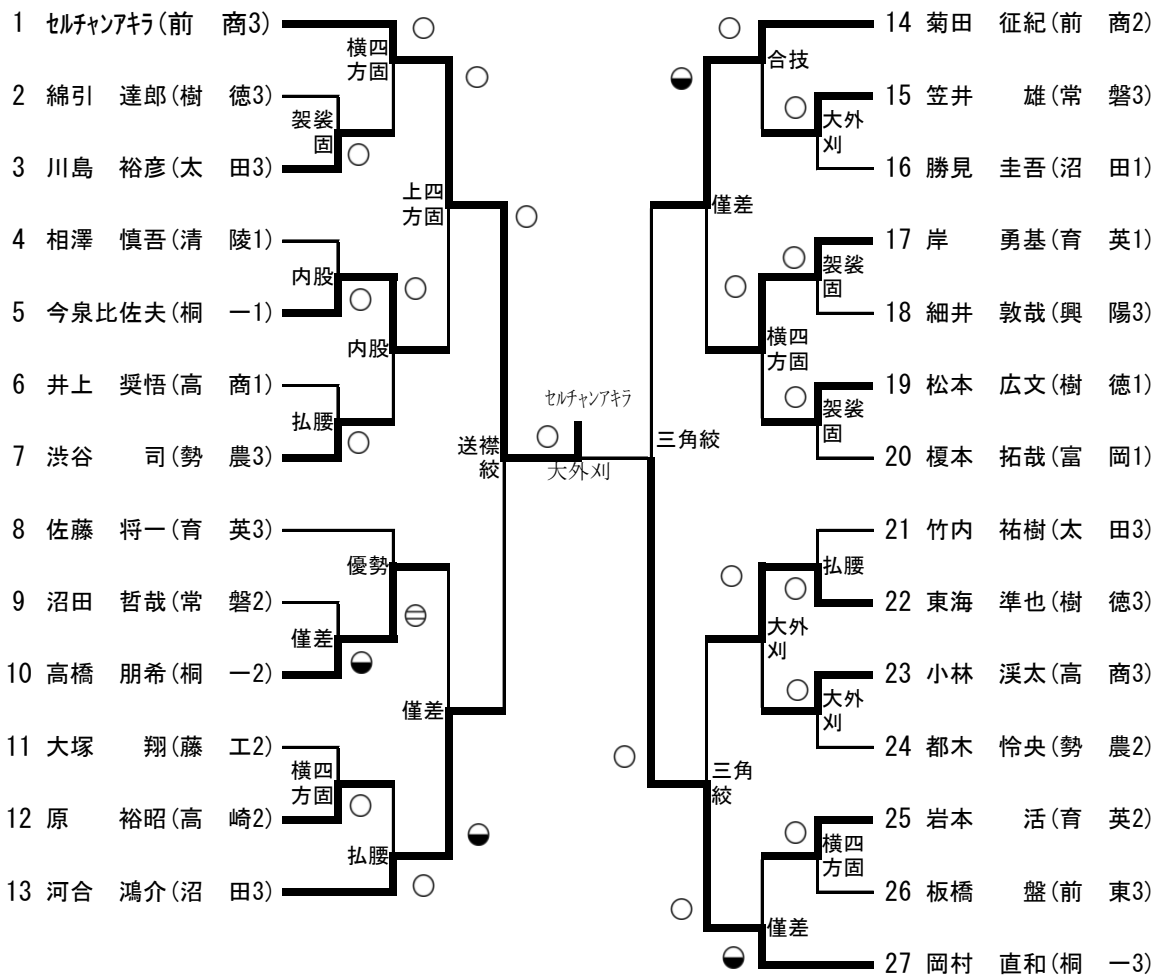 1 セルチャンアキラ(前 商3)
横四
方固
2 綿引 達郎(樹 徳3)
袈裟
固
3 川島 裕彦(太 田3)
上四
方固
4 相澤 慎吾(清 陵1)
内股
5 今泉比佐夫(桐 一1)
内股
6 井上 奨悟(高 商1)
払腰
7 渋谷 司(勢 農3)
送襟
絞
8 佐藤 将一(育 英3)
優勢
9 沼田 哲哉(常 磐2)
僅差
10 高橋 朋希(桐 一2)
僅差
11 大塚 翔(藤 工2)
横四
方固
12 原 裕昭(高 崎2)
払腰
13 河合 鴻介(沼 田3)
セルチャンアキラ
大外刈
14 菊田 征紀(前 商2)
合技
15 笠井 雄(常 磐3)
大外
刈
16 勝見 圭吾(沼 田1)
僅差
17 岸 勇基(育 英1)
袈裟
固
18 細井 敦哉(興 陽3)
横四
方固
19 松本 広文(樹 徳1)
袈裟
固
20 榎本 拓哉(富 岡1)
三角絞
21 竹内 祐樹(太 田3)
払腰
22 東海 準也(樹 徳3)
大外
刈
23 小林 渓太(高 商3)
大外
刈
24 都木 怜央(勢 農2)
三角
絞
25 岩本 活(育 英2)
横四
方固
26 板橋 盤(前 東3)
僅差
27 岡村 直和(桐 一3)